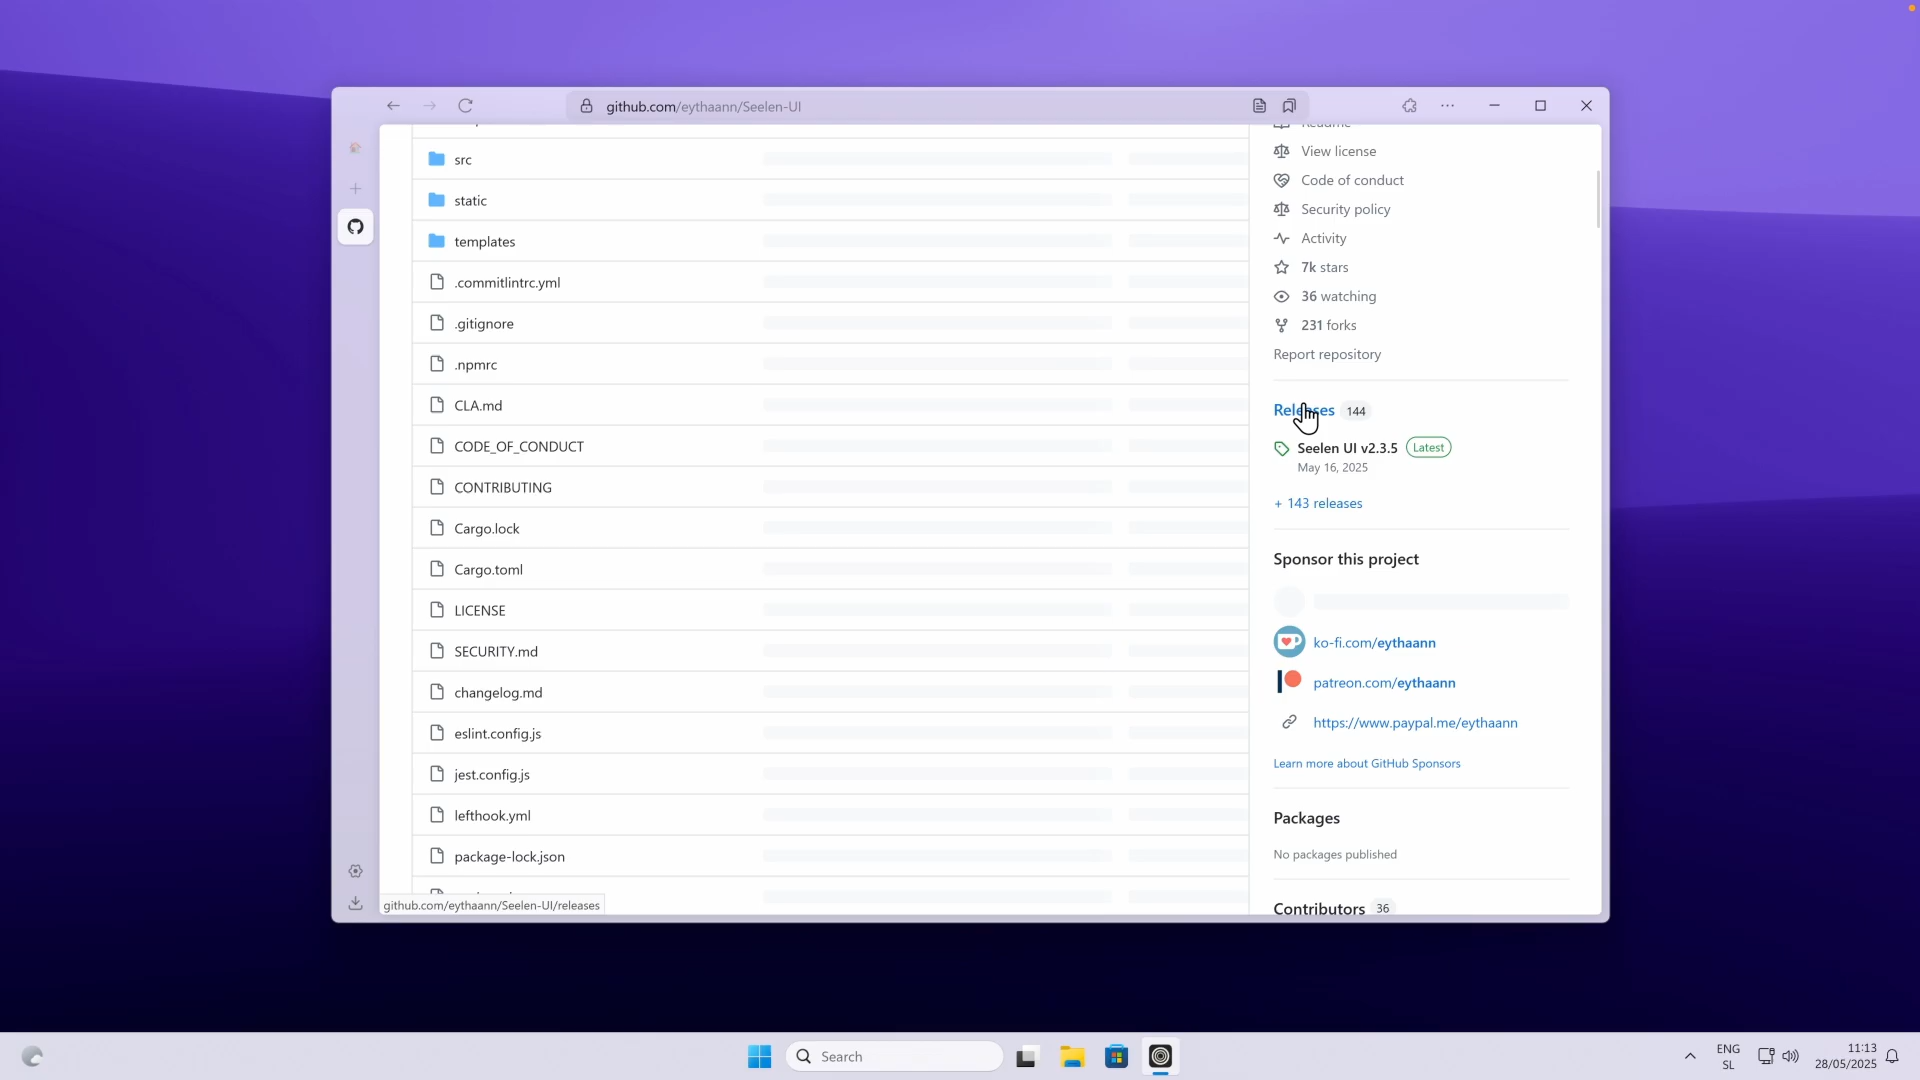 github.com/eythaann/Seelen-UI
src
static
templates
.commitlintrc.yml
.gitignore
.npmrc
CLA.md
CODE_OF_CONDUCT
CONTRIBUTING
Cargo.lock
Cargo.toml
LICENSE
SECURITY.md
changelog.md
eslint.config.js
jest.config.js
lefthook.yml
package-lock.json
github.com/eythaann/Seelen-UI/releases
Readme
View license
Code of conduct
Security policy
Activity
7k stars
36 watching
231 forks
Report repository
Releases 144
Seelen UI v2.3.5 Latest
May 16, 2025
+ 143 releases
Sponsor this project
ko-fi.com/eythaann
patreon.com/eythaann
https://www.paypal.me/eythaann
Learn more about GitHub Sponsors
Packages
No packages published
Contributors 36
Search
ENG
SL
11:13
28/05/2025